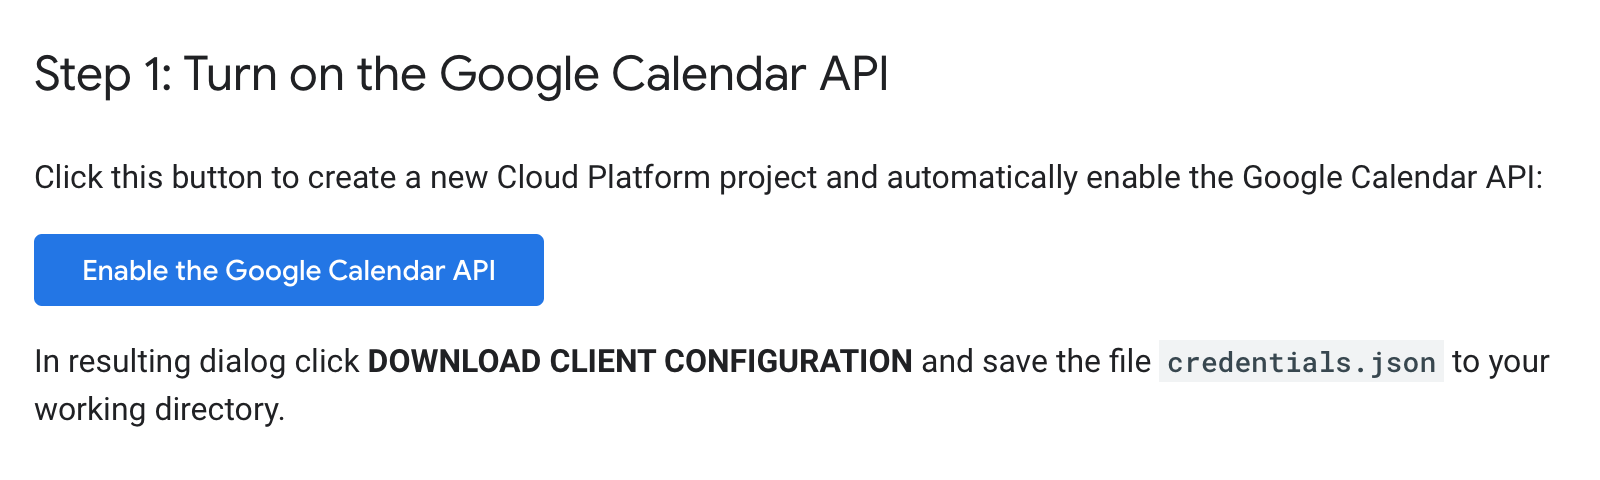 Step 1: Turn on the Google Calendar API
Click this button to create a new Cloud Platform project and automatically enable the Google Calendar API:
Enable the Google Calendar API
In resulting dialog click DOWNLOAD CLIENT CONFIGURATION and save the file credentials.json to your
working directory.